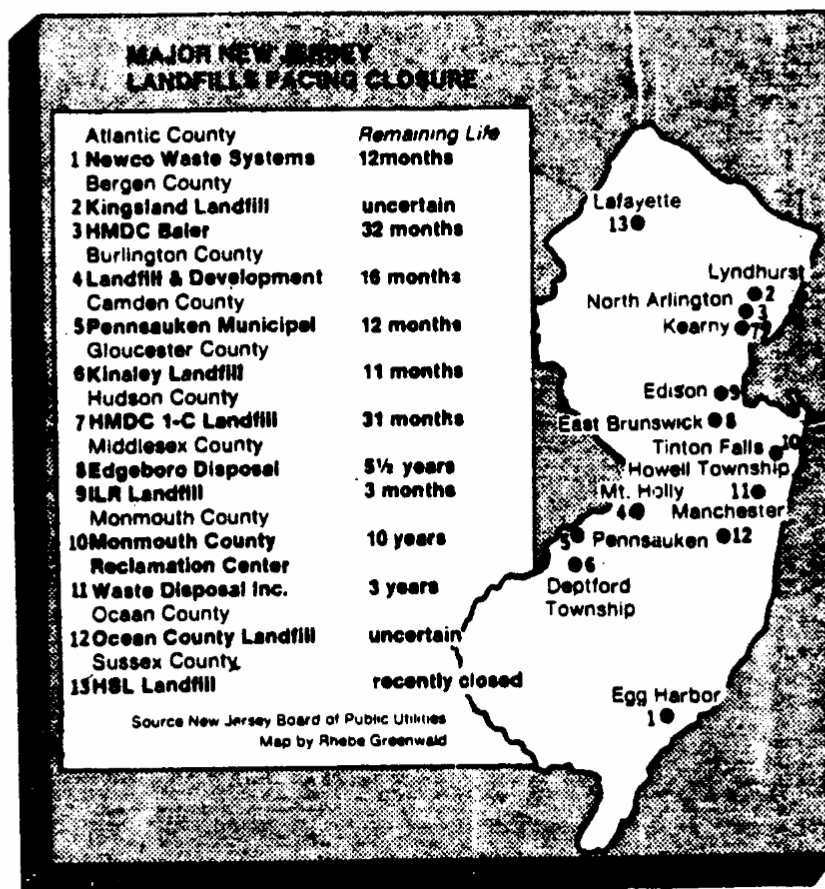 MAJOR NEW JERSEY
LANDFILLS FACING CLOSURE
Atlantic County Remaining Life
1 Newco Waste Systems 12months
Bergen County
2 Kingsland Landfill uncertain
3 HMDC Baler 32 months
Burlington County
4 Landfill & Development 16 months
Camden County
5 Pennsauken Municipal 12 months
Gloucester County
6 Kinsley Landfill 11 months
Hudson County
7 HMDC 1-C Landfill 31 months
Middlesex County
8 Edgeboro Disposal 5½ years
9 ILR Landfill 3 months
Monmouth County
10 Monmouth County 10 years
Reclamation Center
11 Waste Disposal Inc. 3 years
Ocean County
12 Ocean County Landfill uncertain
Sussex County
13 HSL Landfill recently closed
Source New Jersey Board of Public Utilities
Map by Rhebe Greenwald
Lafayette
13
Lyndhurst
2
North Arlington
3
Kearny 7
Edison 9
East Brunswick 8
Tinton Falls 10
Howell Township
11
Mt. Holly
4
Manchester
12
5 Pennsauken
6
Deptford
Township
Egg Harbor
1